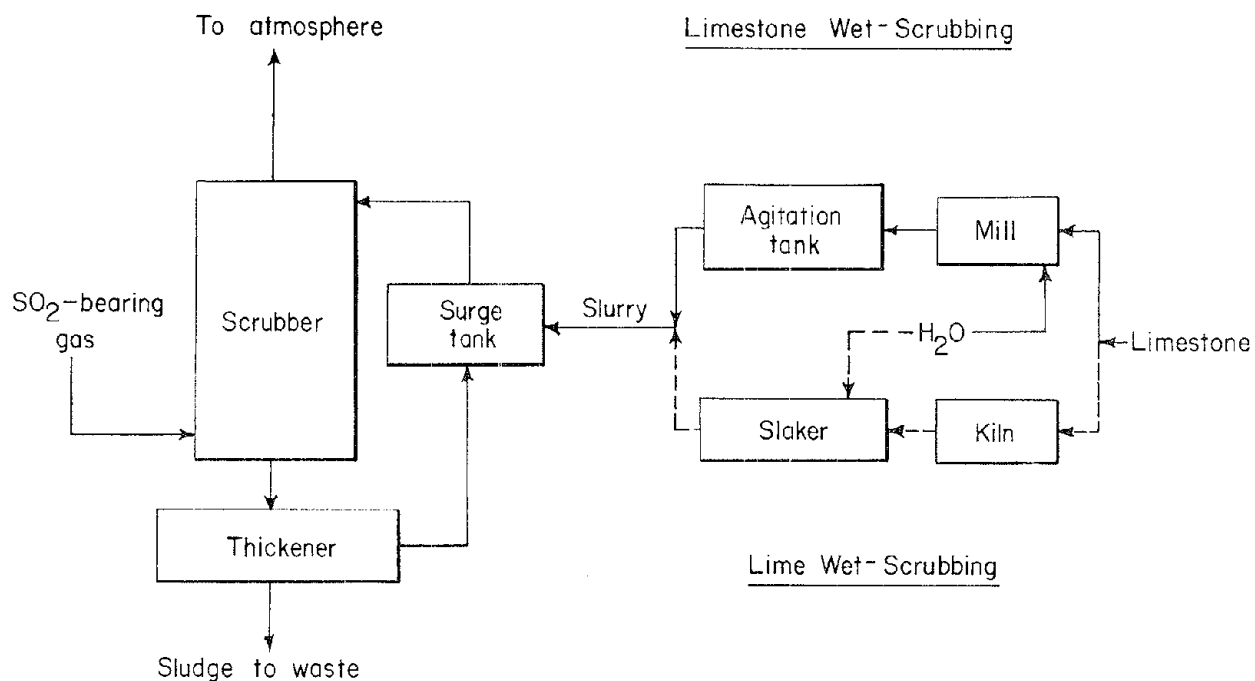 To atmosphere
Limestone Wet-Scrubbing
Agitation
tank
Mill
SO2-bearing
gas
Scrubber
Surge
tank
Slurry
H2O
Limestone
Slaker
Kiln
Thickener
Lime Wet-Scrubbing
Sludge to waste